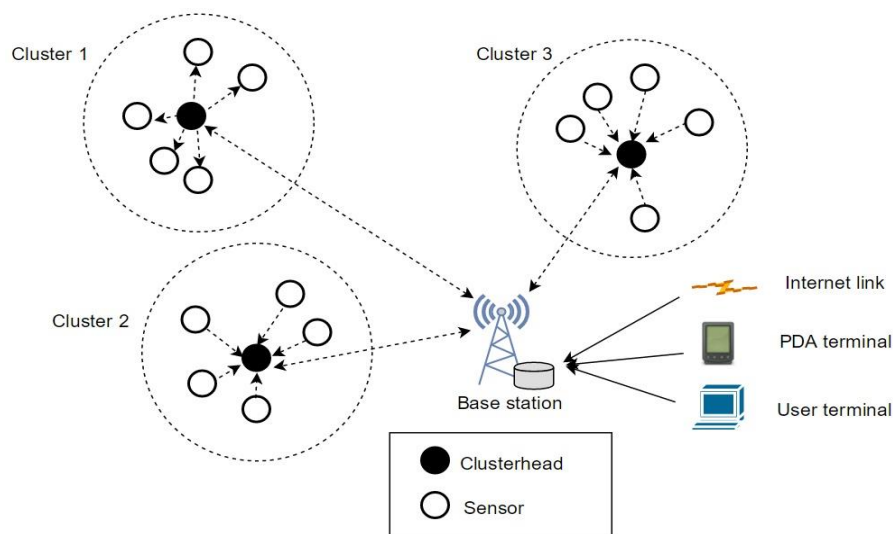 Cluster 1
Cluster 3
Cluster 2
Internet link
PDA terminal
User terminal
Base station
Clusterhead
Sensor